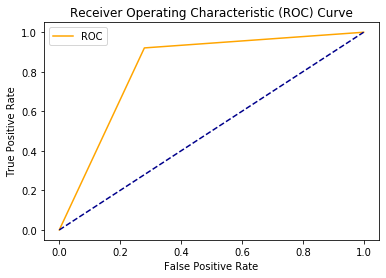 Receiver Operating Characteristic (ROC) Curve
ROC
True Positive Rate
1.0
0.8
0.6
0.4
0.2
0.0
0.0 0.2 0.4 0.6 0.8 1.0
False Positive Rate